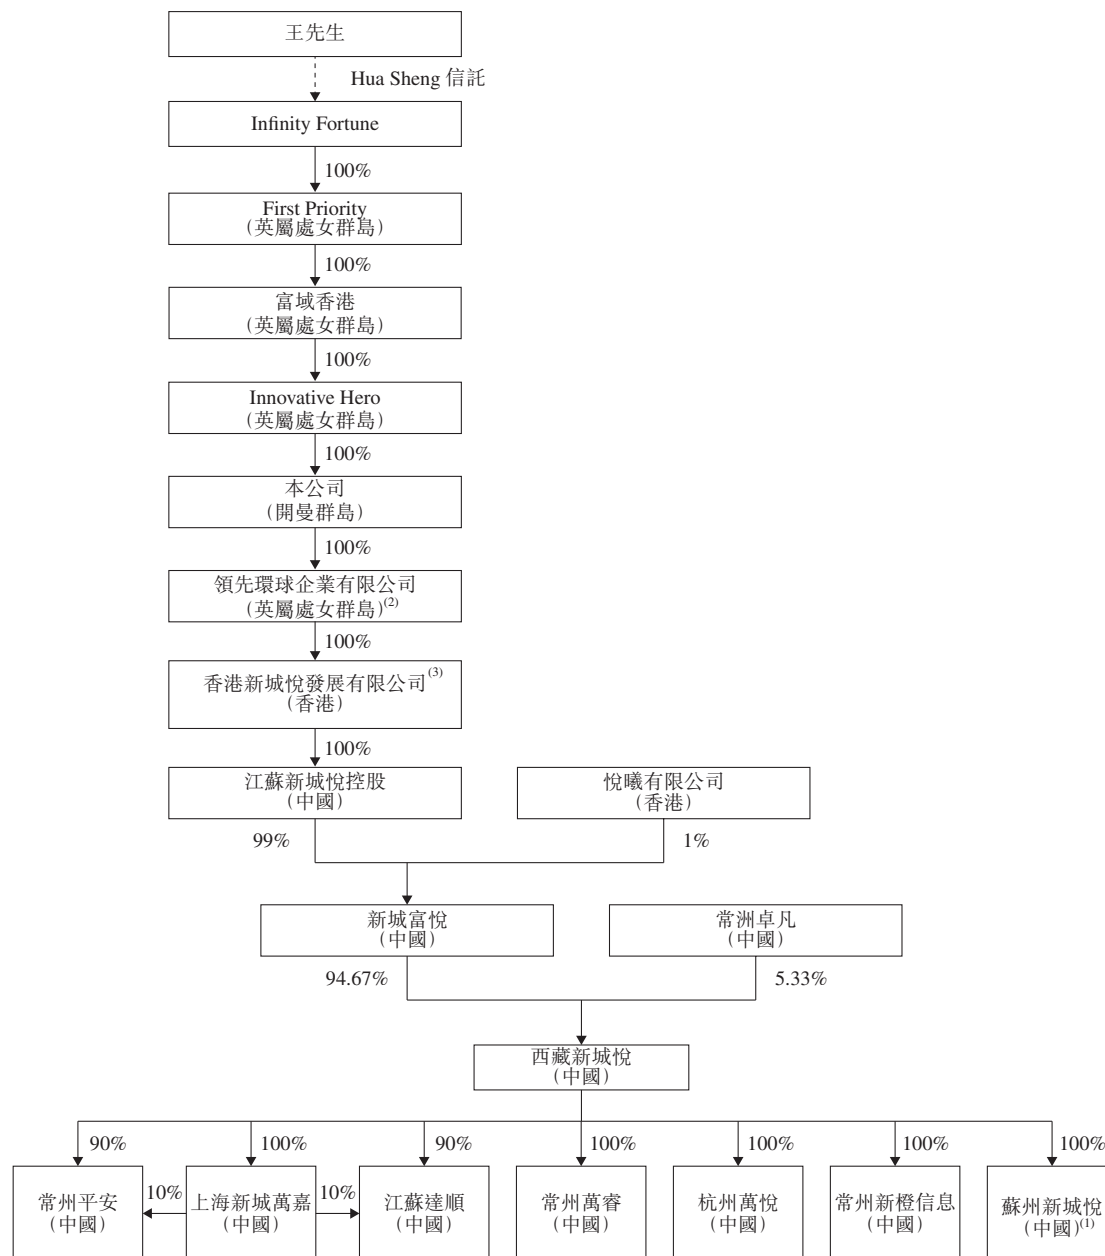 王先生
Hua Sheng 信託
Infinity Fortune
100%
First Priority
(英屬處女群島)
100%
富域香港
(英屬處女群島)
100%
Innovative Hero
(英屬處女群島)
100%
本公司
(開曼群島)
100%
領先環球企業有限公司
(英屬處女群島)(2)
100%
香港新城悅發展有限公司(3)
(香港)
100%
江蘇新城悅控股
(中國)
悅曦有限公司
(香港)
99%
1%
新城富悅
(中國)
常洲卓凡
(中國)
94.67%
5.33%
西藏新城悅
(中國)
90%
100%
90%
100%
100%
100%
100%
常州平安
(中國)
10%
上海新城萬嘉
(中國)
10%
江蘇達順
(中國)
常州萬睿
(中國)
杭州萬悅
(中國)
常州新橙信息
(中國)
蘇州新城悅
(中國)(1)